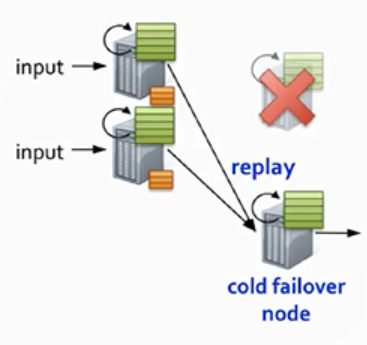 input
input
replay
cold failover
node